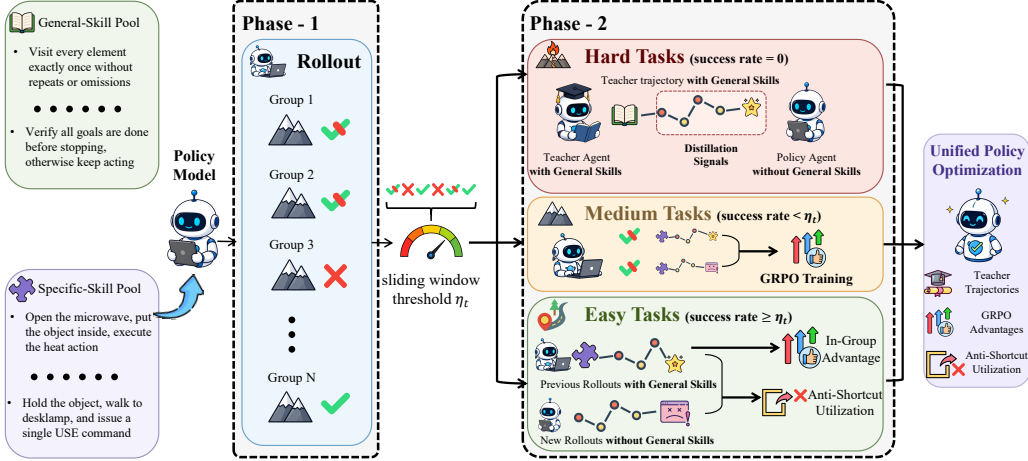 General-Skill Pool
• Visit every element
exactly once without
repeats or omissions
• Verify all goals are done
before stopping,
otherwise keep acting
Specific-Skill Pool
• Open the microwave, put
the object inside, execute
the heat action
• Hold the object, walk to
desklamp, and issue a
single USE command
Policy
Model
Phase - 1
Rollout
Group 1
Group 2
Group 3
Group N
sliding window
threshold ηt
Phase - 2
Hard Tasks (success rate = 0)
Teacher trajectory with General Skills
Teacher Agent
with General Skills
Distillation
Signals
Policy Agent
without General Skills
Medium Tasks (success rate < ηt)
GRPO Training
Easy Tasks (success rate ≥ ηt)
Previous Rollouts with General Skills
In-Group
Advantage
New Rollouts without General Skills
Anti-Shortcut
Utilization
Unified Policy
Optimization
Teacher
Trajectories
GRPO
Advantages
Anti-Shortcut
Utilization